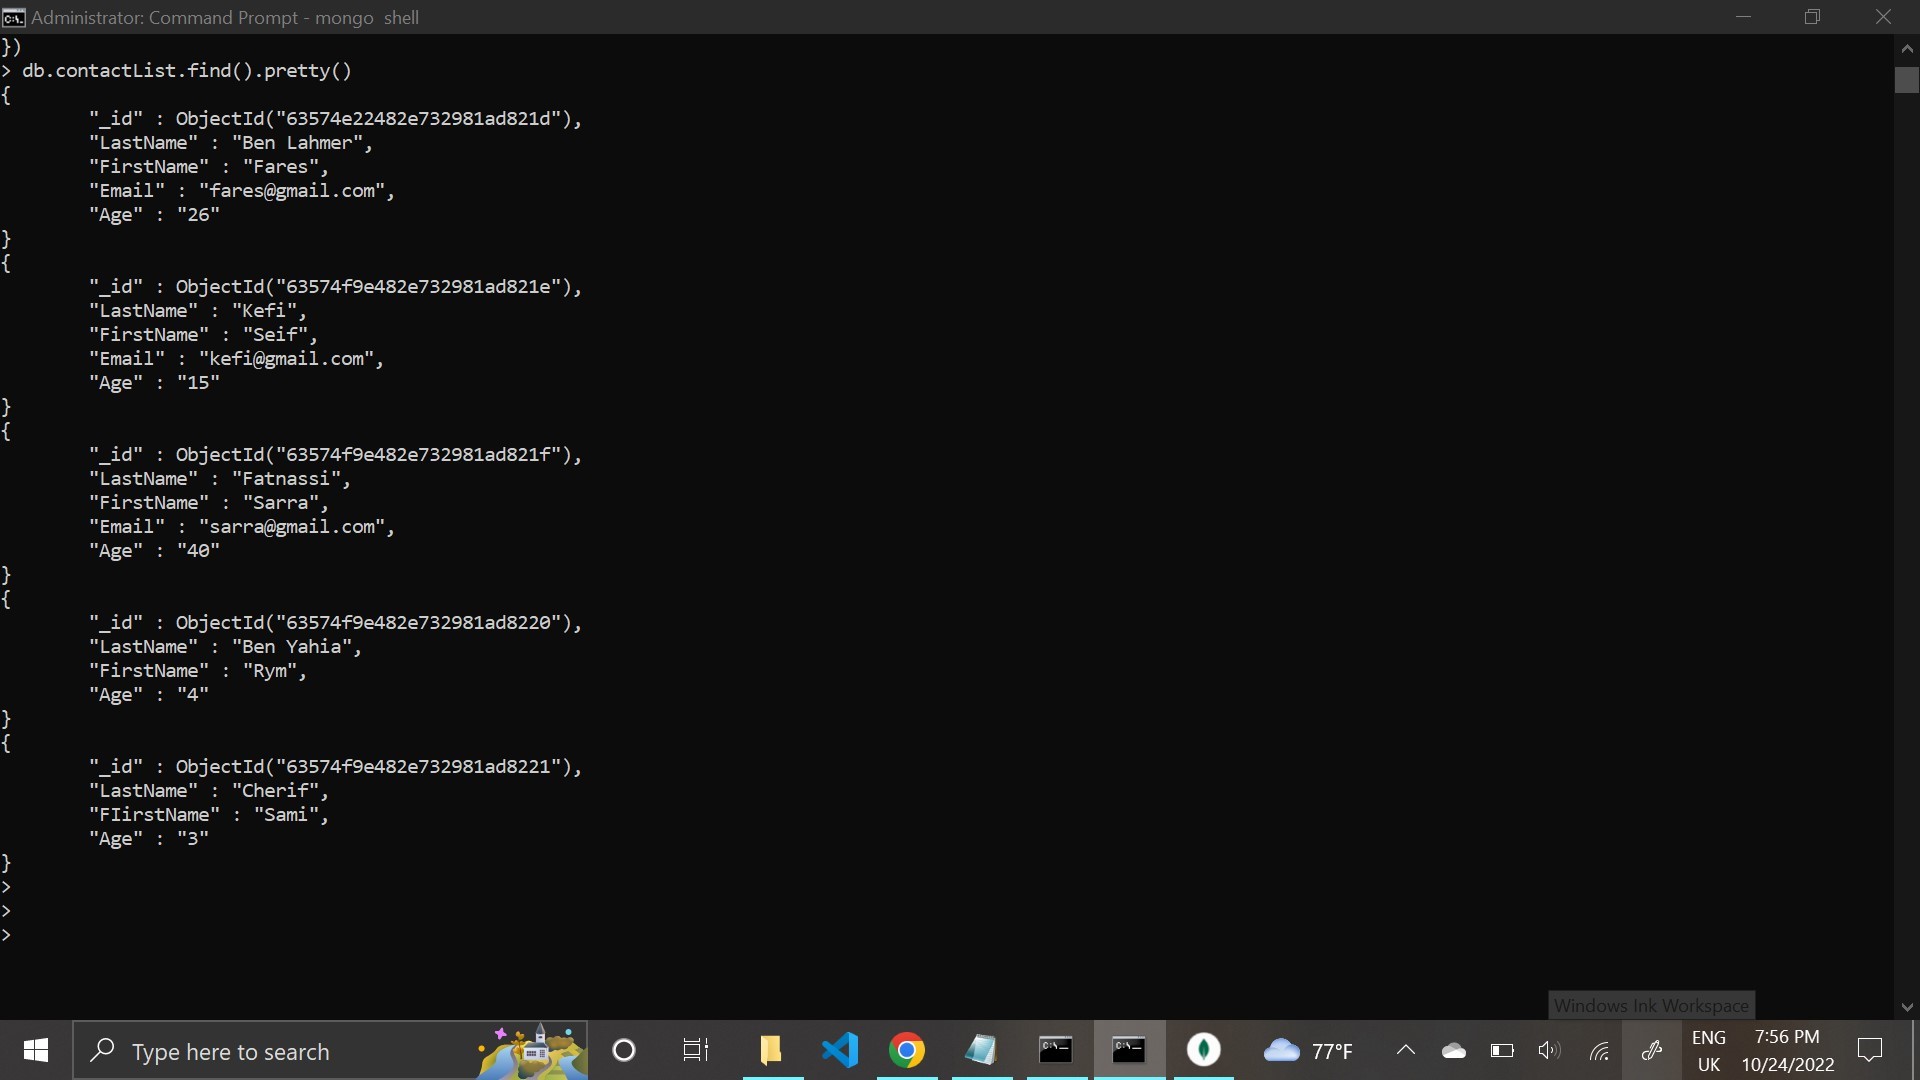 Administrator: Command Prompt - mongo  shell
})
> db.contactList.find().pretty()
{
        "_id" : ObjectId("63574e22482e732981ad821d"),
        "LastName" : "Ben Lahmer",
        "FirstName" : "Fares",
        "Email" : "fares@gmail.com",
        "Age" : "26"
}
{
        "_id" : ObjectId("63574f9e482e732981ad821e"),
        "LastName" : "Kefi",
        "FirstName" : "Seif",
        "Email" : "kefi@gmail.com",
        "Age" : "15"
}
{
        "_id" : ObjectId("63574f9e482e732981ad821f"),
        "LastName" : "Fatnassi",
        "FirstName" : "Sarra",
        "Email" : "sarra@gmail.com",
        "Age" : "40"
}
{
        "_id" : ObjectId("63574f9e482e732981ad8220"),
        "LastName" : "Ben Yahia",
        "FirstName" : "Rym",
        "Age" : "4"
}
{
        "_id" : ObjectId("63574f9e482e732981ad8221"),
        "LastName" : "Cherif",
        "FIirstName" : "Sami",
        "Age" : "3"
}
>
>
>
Windows Ink Workspace
Type here to search
77°F
ENG
UK
7:56 PM
10/24/2022